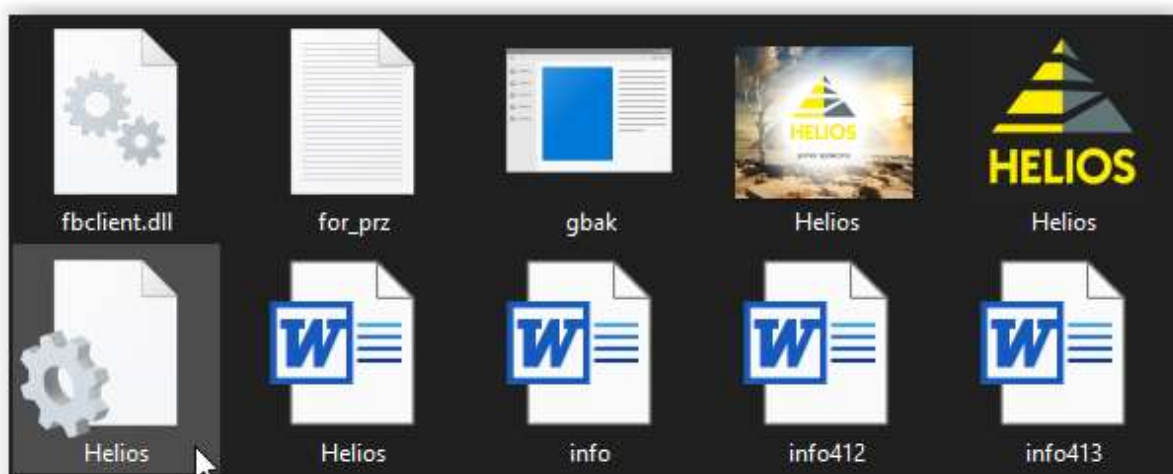 HELIOS
HELIOS
fbclient.dll
for_prz
gbak
Helios
Helios
W
W
W
W
Helios
Helios
info
info412
info413